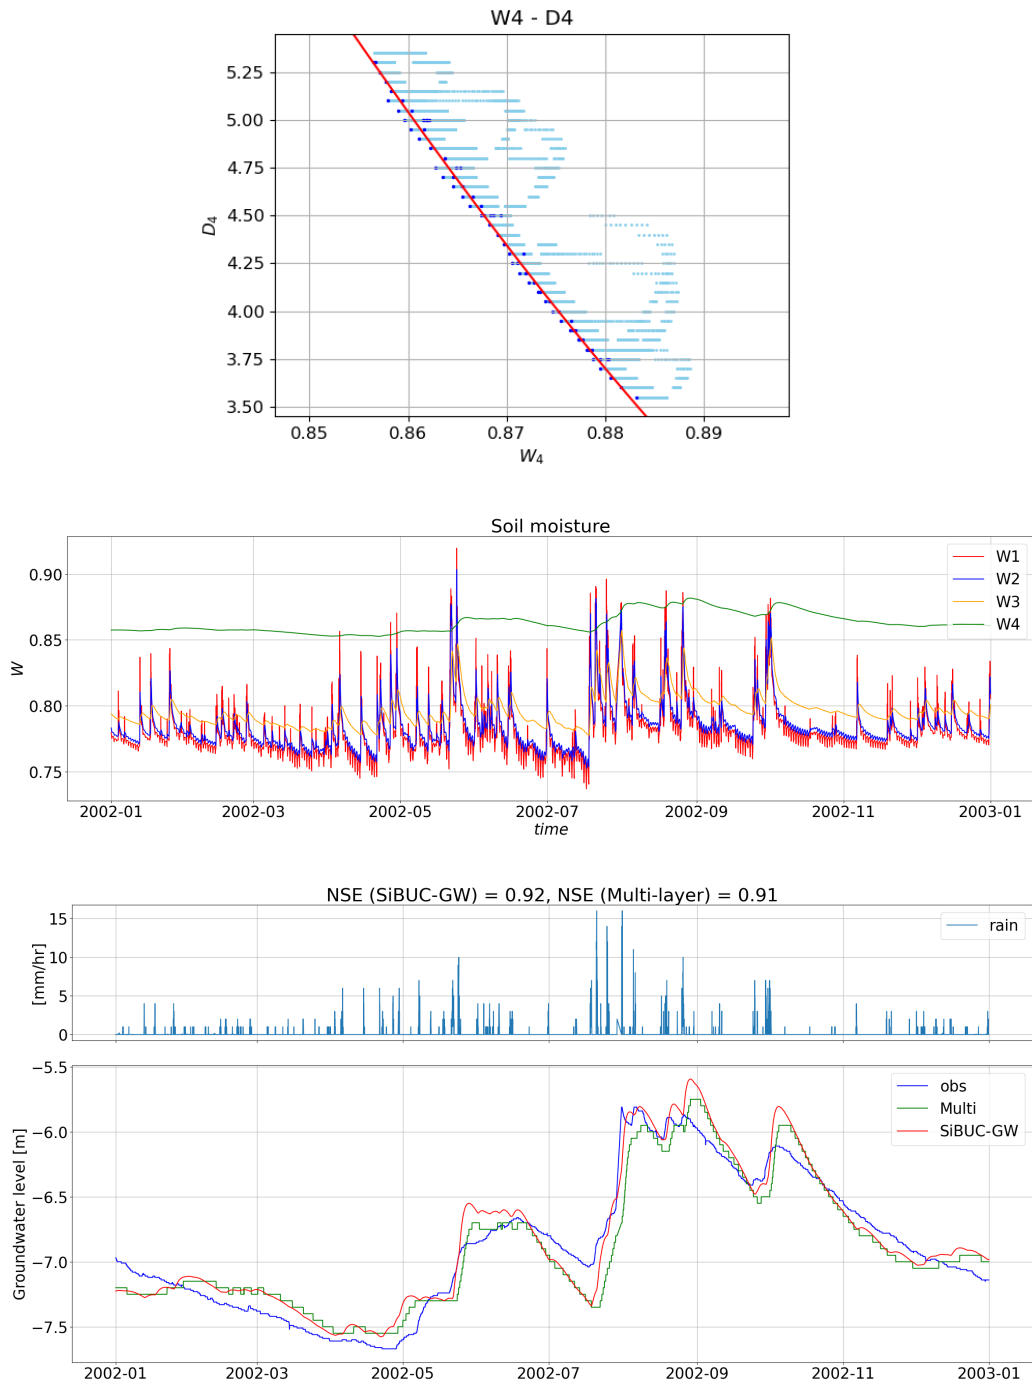 W4 - D4
5.25
5.00
4.75
4.50
4.25
4.00
3.75
3.50
D4
0.85 0.86 0.87 0.88 0.89
W4
Soil moisture
0.90
0.85
0.80
0.75
W
W1
W2
W3
W4
2002-01 2002-03 2002-05 2002-07 2002-09 2002-11 2003-01
time
NSE (SiBUC-GW) = 0.92, NSE (Multi-layer) = 0.91
15
10
5
0
[mm/hr]
rain
−5.5
−6.0
−6.5
−7.0
−7.5
Groundwater level [m]
obs
Multi
SiBUC-GW
2002-01 2002-03 2002-05 2002-07 2002-09 2002-11 2003-01